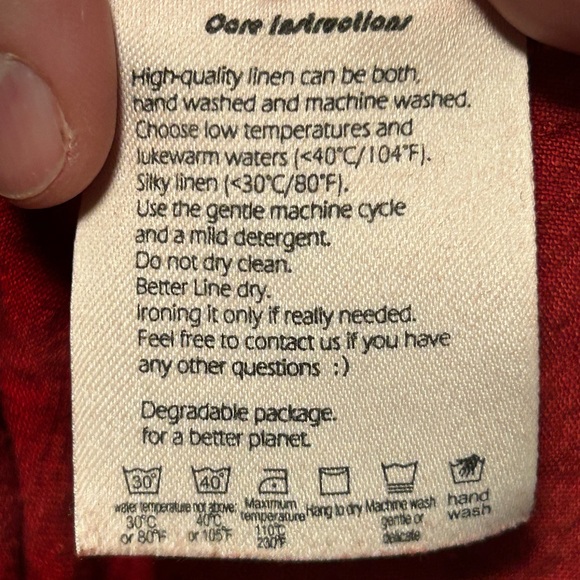 Care Instructions
High-quality linen can be both,
hand washed and machine washed.
Choose low temperatures and
lukewarm waters (<40°C/104°F).
Silky linen (<30°C/80°F).
Use the gentle machine cycle
and a mild detergent.
Do not dry clean.
Better Line dry.
Ironing it only if really needed.
Feel free to contact us if you have
any other questions :)
Degradable package.
for a better planet.
30° 40°
water temperature not above:
30°C
or 80°F
40°C
or 105°F
Maximum
temperature
110°C
230°F
Hang to dry
Machine wash
gentle or
delicate
hand
wash